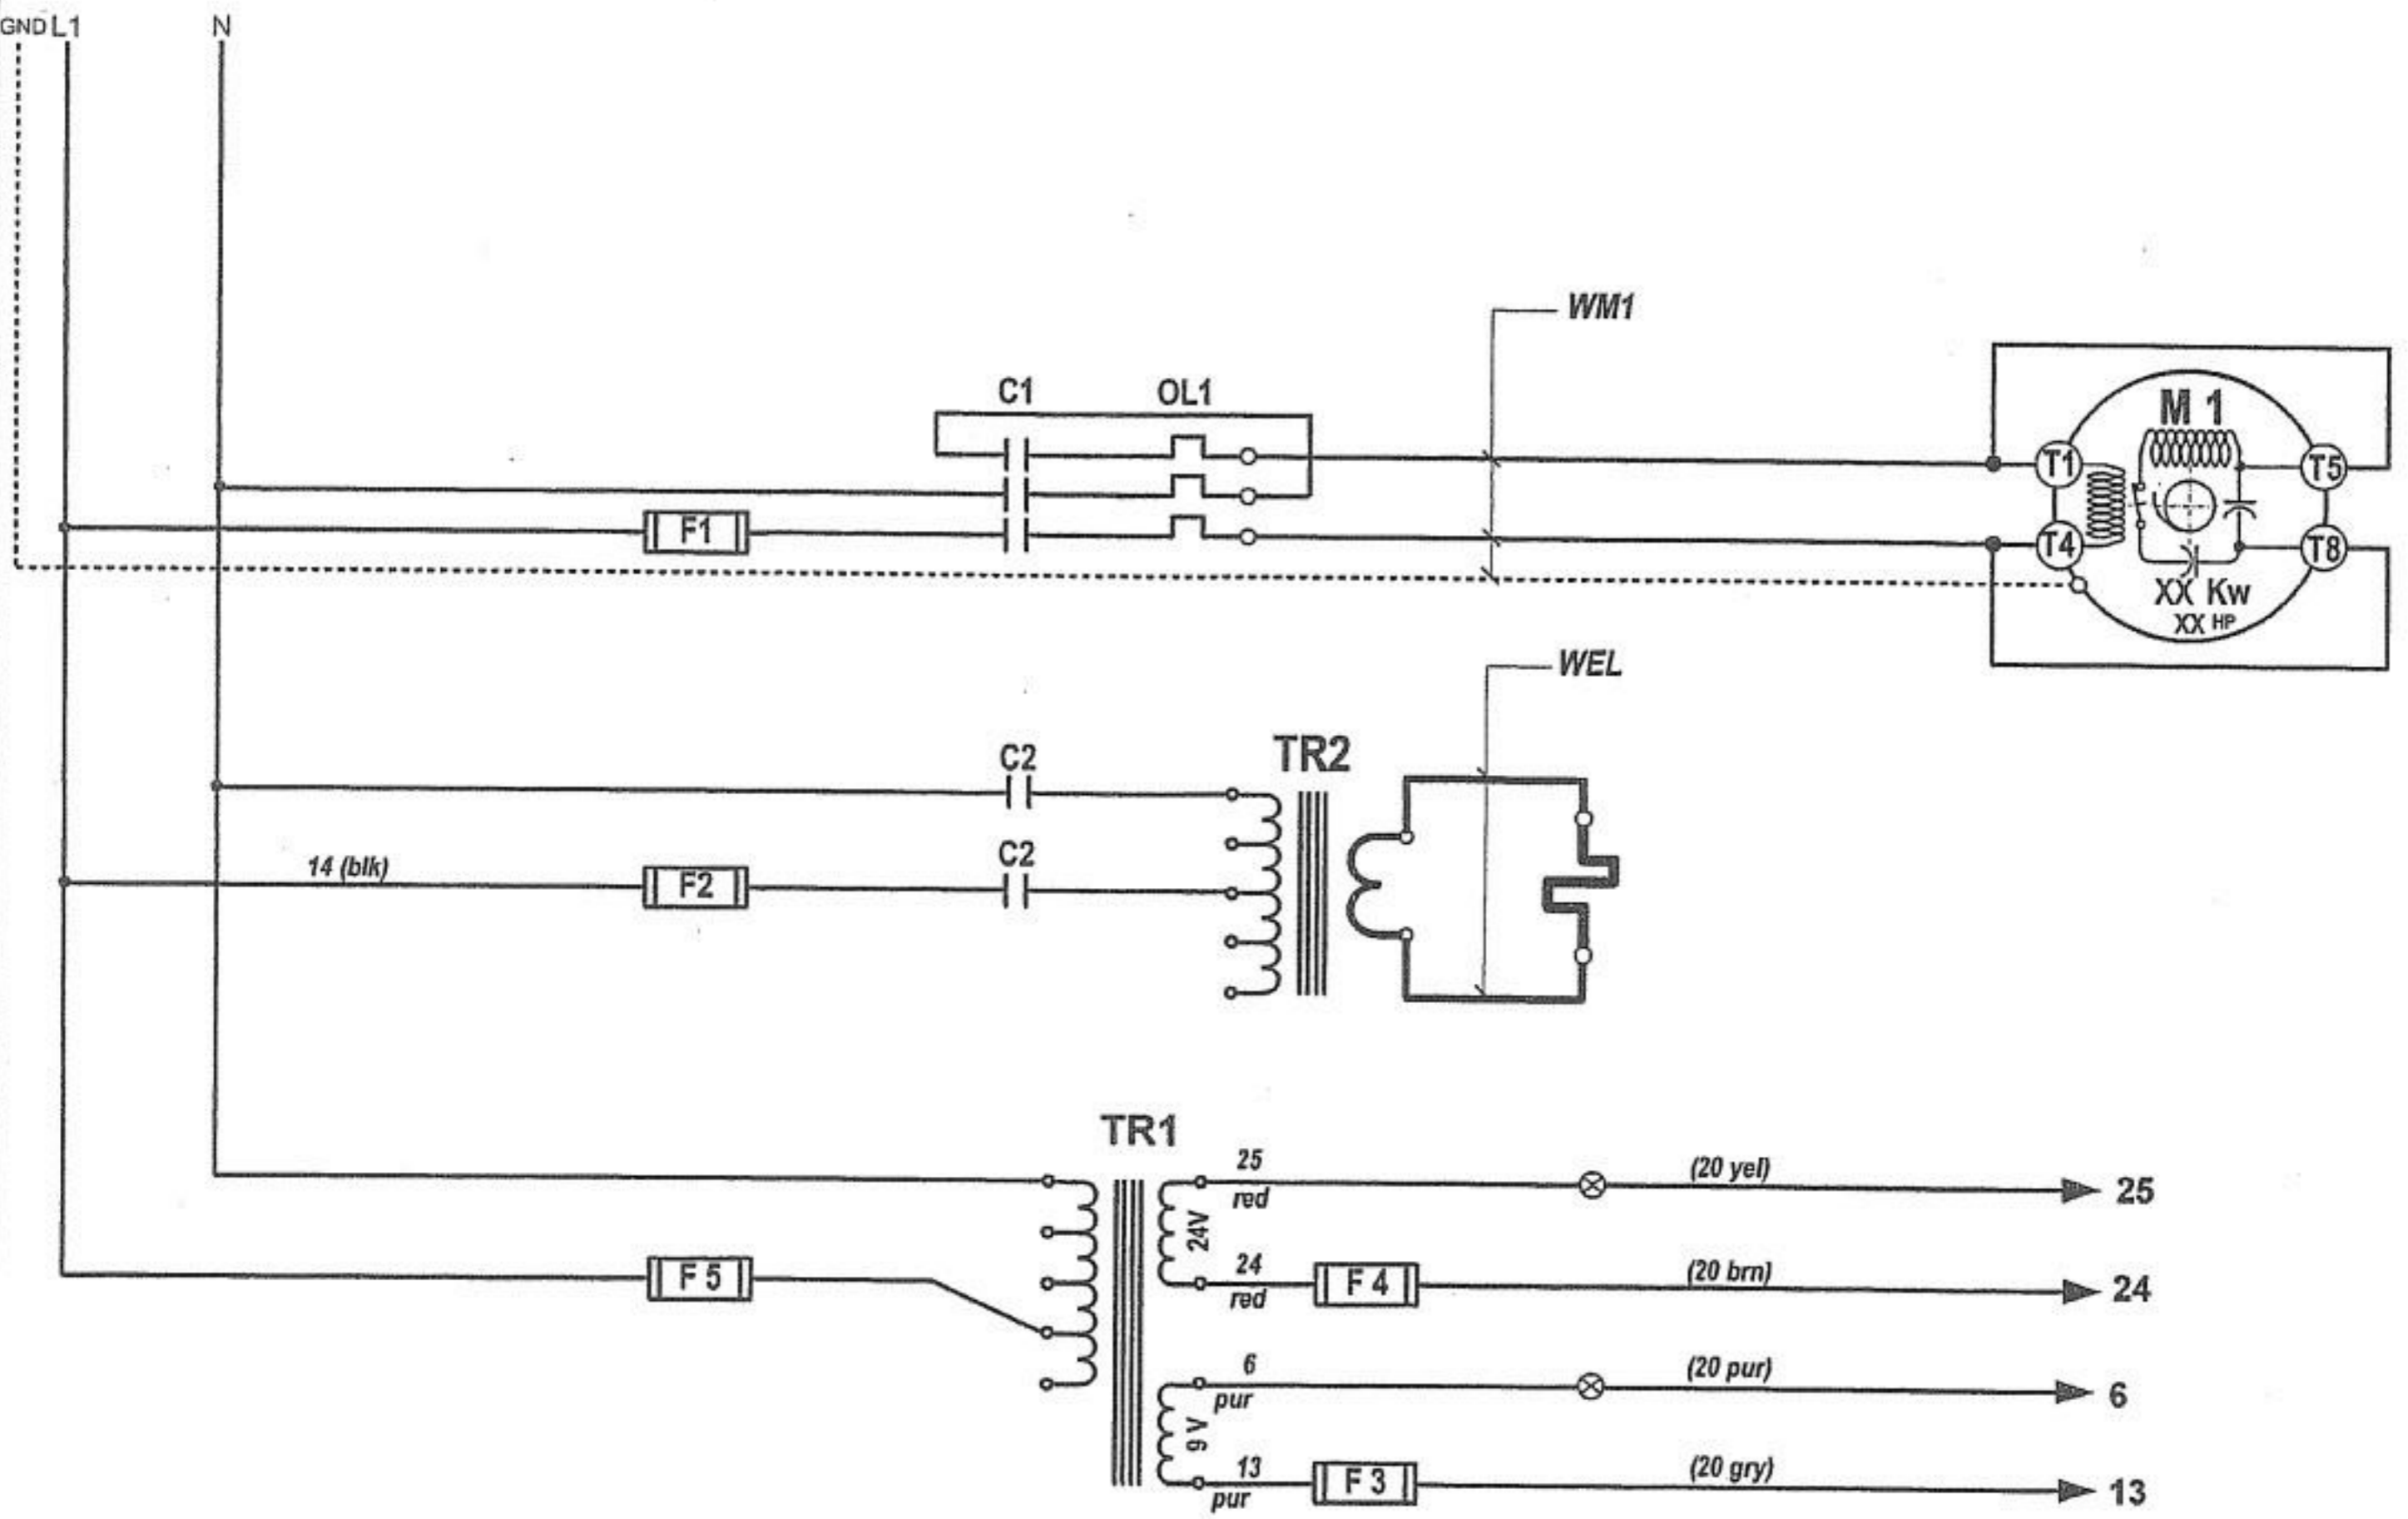 GND L1 N
WM1
C1 OL1
M 1
T1 T5
F1
T4 T8
XX Kw
XX HP
WEL
C2 TR2
14 (blk) C2
F2
TR1
25 (20 yel)
red 25
24V
24 (20 brn)
F 5 red F 4 24
6 (20 pur)
pur 6
9 V
13 (20 gry)
pur F 3 13